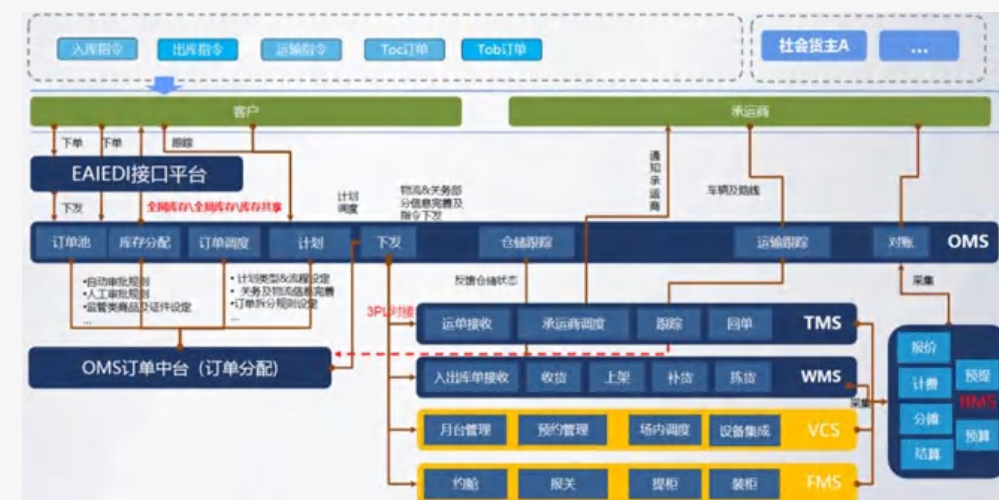 入库指令
出库指令
运输指令
Toc订单
Tob订单
社会货主A
...
客户
承运商
下单
下单
跟踪
EAIEDI接口平台
下发
全网库存\全网库存\库存共享
计划
调度
物流&关务部
分信息完善及
指令下发
通知承运商
车辆及路线
订单池
库存分配
订单调度
计划
下发
仓储跟踪
运输跟踪
对账
OMS
•自动审批规则
•人工审批规则
•监管类商品及证件设定
...
• 计划类型&流程设定
• 关务及物流信息完善
•订单拆分规则设定
...
反馈仓储状态
采集
3PL对接
运单接收
承运商调度
跟踪
回单
TMS
OMS订单中台（订单分配）
入出库单接收
收货
上架
补货
拣货
WMS
采集
月台管理
预约管理
场内调度
设备集成
VCS
约舱
报关
提柜
装柜
FMS
报价
计费
预提
BMS
分摊
预算
结算